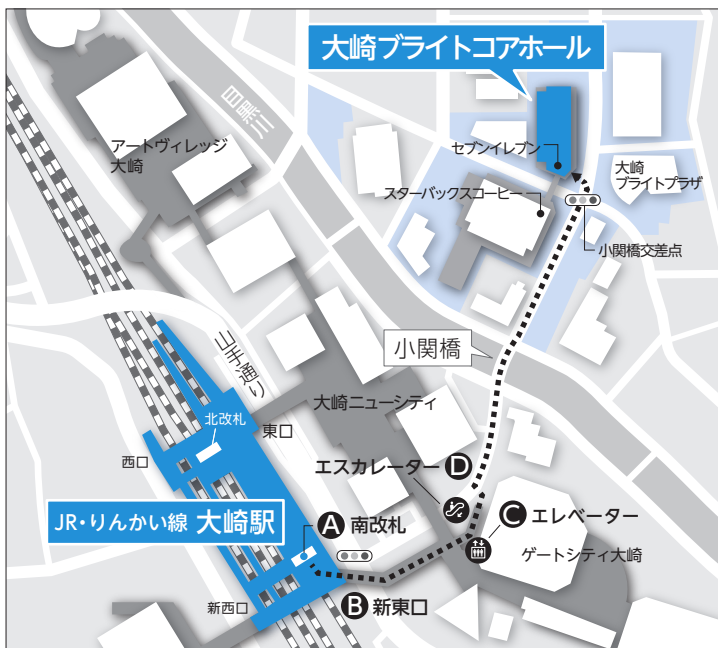 大崎ブライトコアホール
目黒川
アートヴィレッジ
大崎
セブンイレブン
大崎
ブライトプラザ
スターバックスコーヒー
小関橋交差点
小関橋
山手通り
大崎ニューシティ
北改札
東口
西口
エスカレーター D
C エレベーター
JR・りんかい線 大崎駅
A 南改札
ゲートシティ大崎
新西口
B 新東口